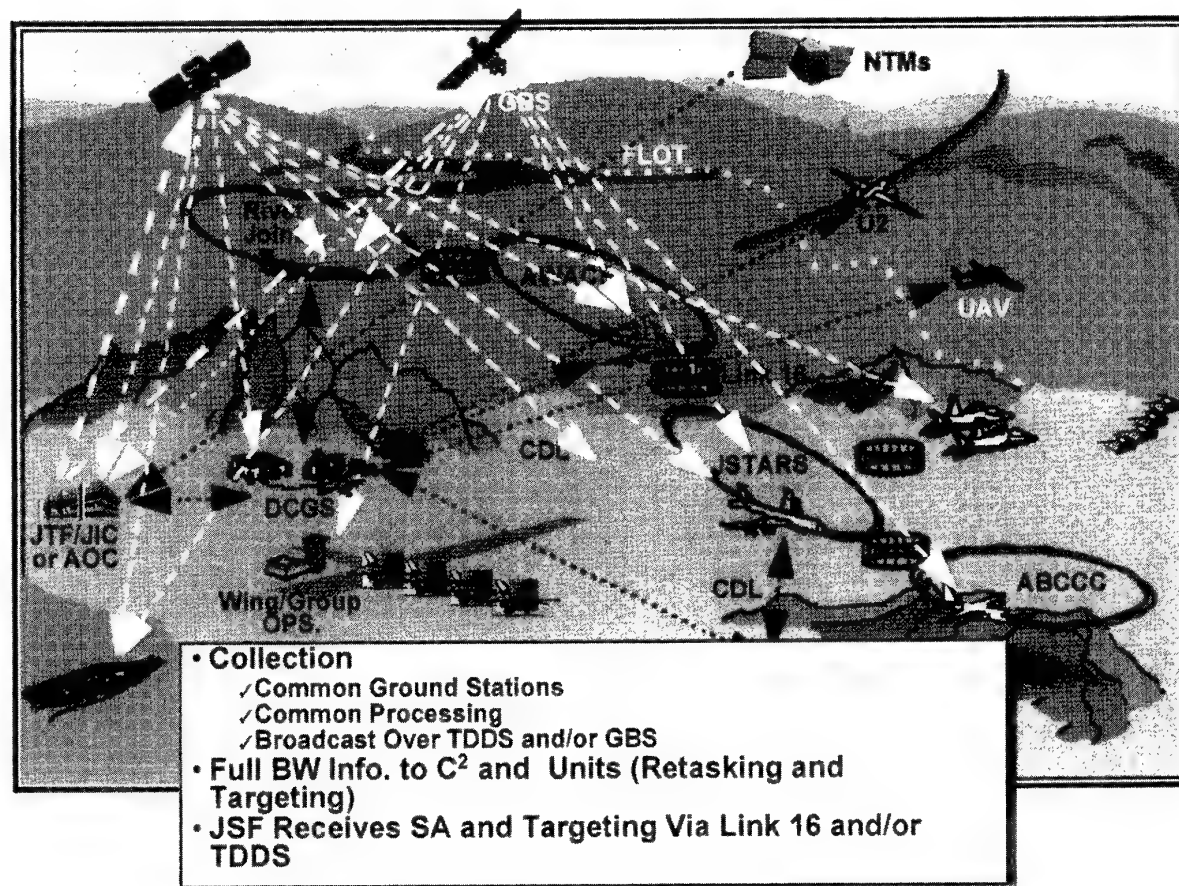 NTMs
GBS
FLOT
River
U2
UAV
CDL
JSTARS
DCGS
JTF/JIC
or AOC
CDL
ABCCC
Wing/Group
OPS.
• Collection
✓Common Ground Stations
✓Common Processing
✓Broadcast Over TDDS and/or GBS
• Full BW Info. to C² and Units (Retasking and
Targeting)
• JSF Receives SA and Targeting Via Link 16 and/or
TDDS